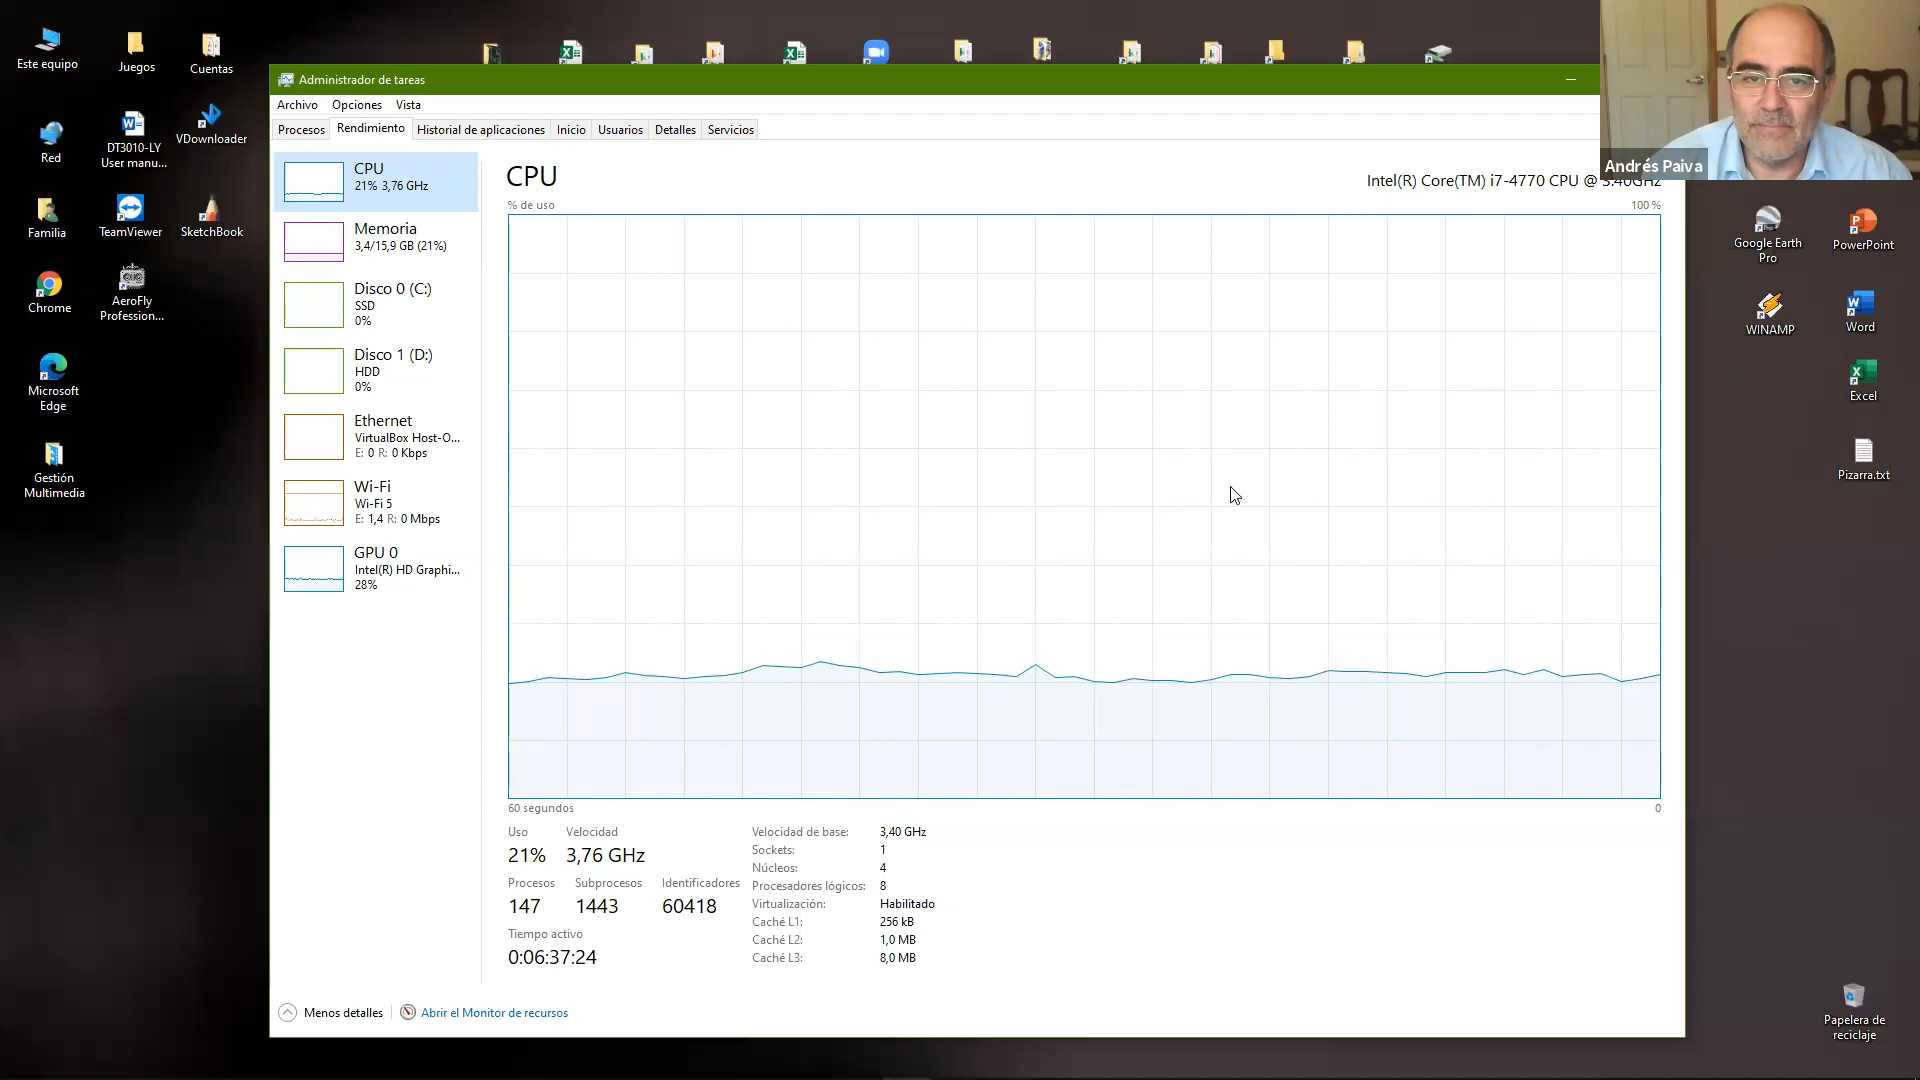 Este equipo
Juegos
Cuentas
Red
DT3010-LY
User manu...
VDownloader
Familia
TeamViewer
SketchBook
Chrome
AeroFly
Profession...
Microsoft
Edge
Gestión
Multimedia
Administrador de tareas
Archivo Opciones Vista
Procesos Rendimiento Historial de aplicaciones Inicio Usuarios Detalles Servicios
CPU
21% 3,76 GHz
Memoria
3,4/15,9 GB (21%)
Disco 0 (C:)
SSD
0%
Disco 1 (D:)
HDD
0%
Ethernet
VirtualBox Host-O...
E: 0 R: 0 Kbps
Wi-Fi
Wi-Fi 5
E: 1,4 R: 0 Mbps
GPU 0
Intel(R) HD Graphi...
28%
CPU
Intel(R) Core(TM) i7-4770 CPU @ 3.40GHz
% de uso 100 %
60 segundos 0
Uso Velocidad
21% 3,76 GHz
Procesos Subprocesos Identificadores
147 1443 60418
Tiempo activo
0:06:37:24
Velocidad de base: 3,40 GHz
Sockets: 1
Núcleos: 4
Procesadores lógicos: 8
Virtualización: Habilitado
Caché L1: 256 kB
Caché L2: 1,0 MB
Caché L3: 8,0 MB
Menos detalles Abrir el Monitor de recursos
Andrés Paiva
Google Earth
Pro
PowerPoint
WINAMP
Word
Excel
Pizarra.txt
Papelera de
reciclaje